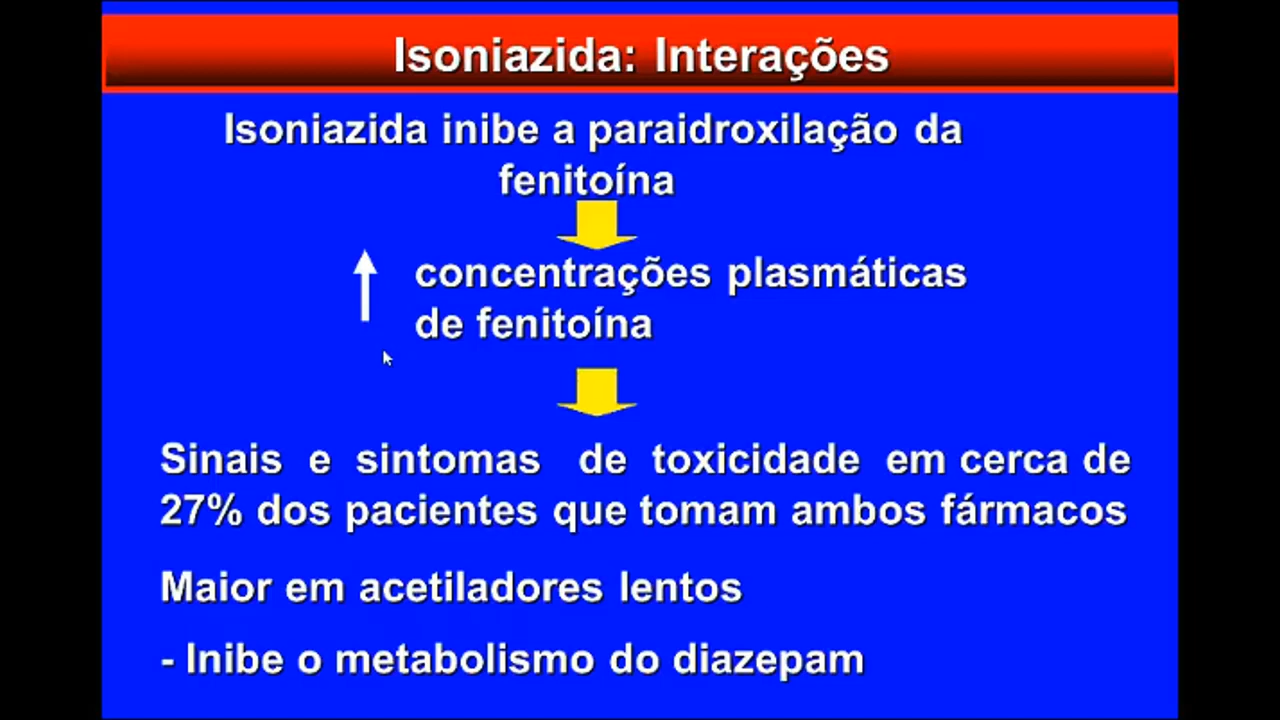 Isoniazida: Interações
Isoniazida inibe a paraidroxilação da
fenitoína
concentrações plasmáticas
de fenitoína
Sinais e sintomas de toxicidade em cerca de
27% dos pacientes que tomam ambos fármacos
Maior em acetiladores lentos
- Inibe o metabolismo do diazepam